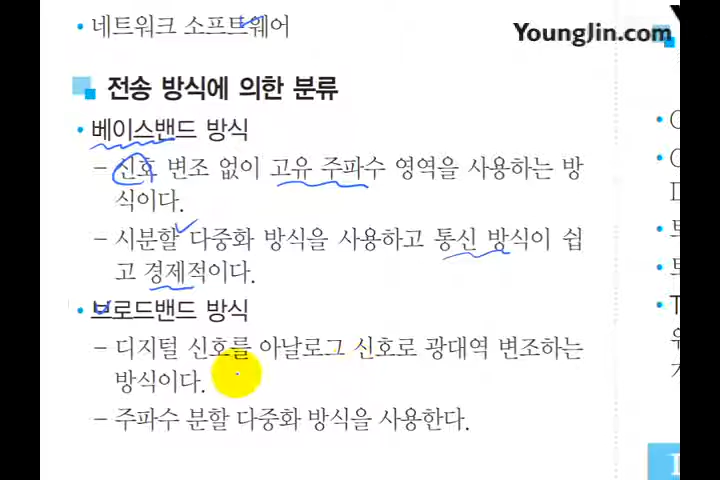 • 네트워크 소프트웨어
YoungJin.com
전송 방식에 의한 분류
• 베이스밴드 방식
– 신호 변조 없이 고유 주파수 영역을 사용하는 방
식이다.
– 시분할 다중화 방식을 사용하고 통신 방식이 쉽
고 경제적이다.
• 브로드밴드 방식
– 디지털 신호를 아날로그 신호로 광대역 변조하는
방식이다.
– 주파수 분할 다중화 방식을 사용한다.